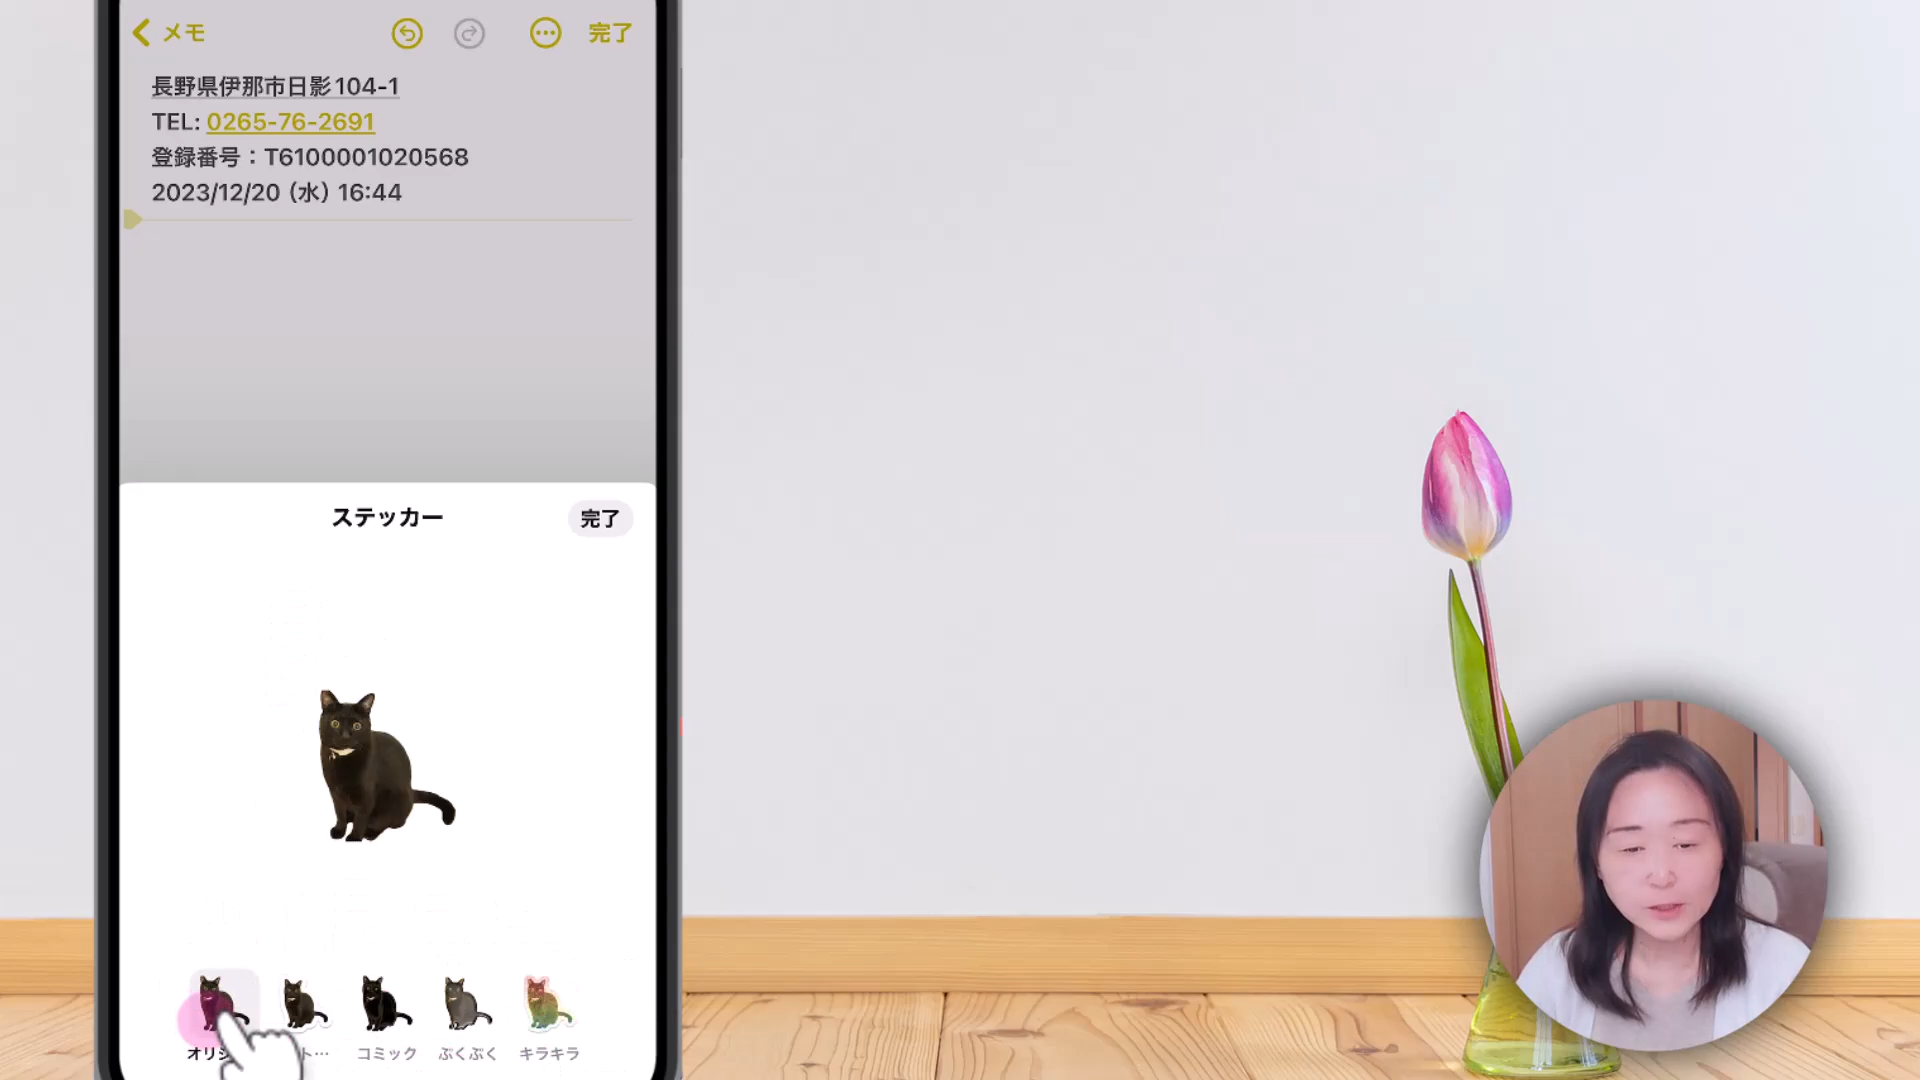 メモ
完了
長野県伊那市日影104-1
TEL: 0265-76-2691
登録番号：T6100001020568
2023/12/20（水）16:44
ステッカー
完了
コミック
ぷくぷく
キラキラ